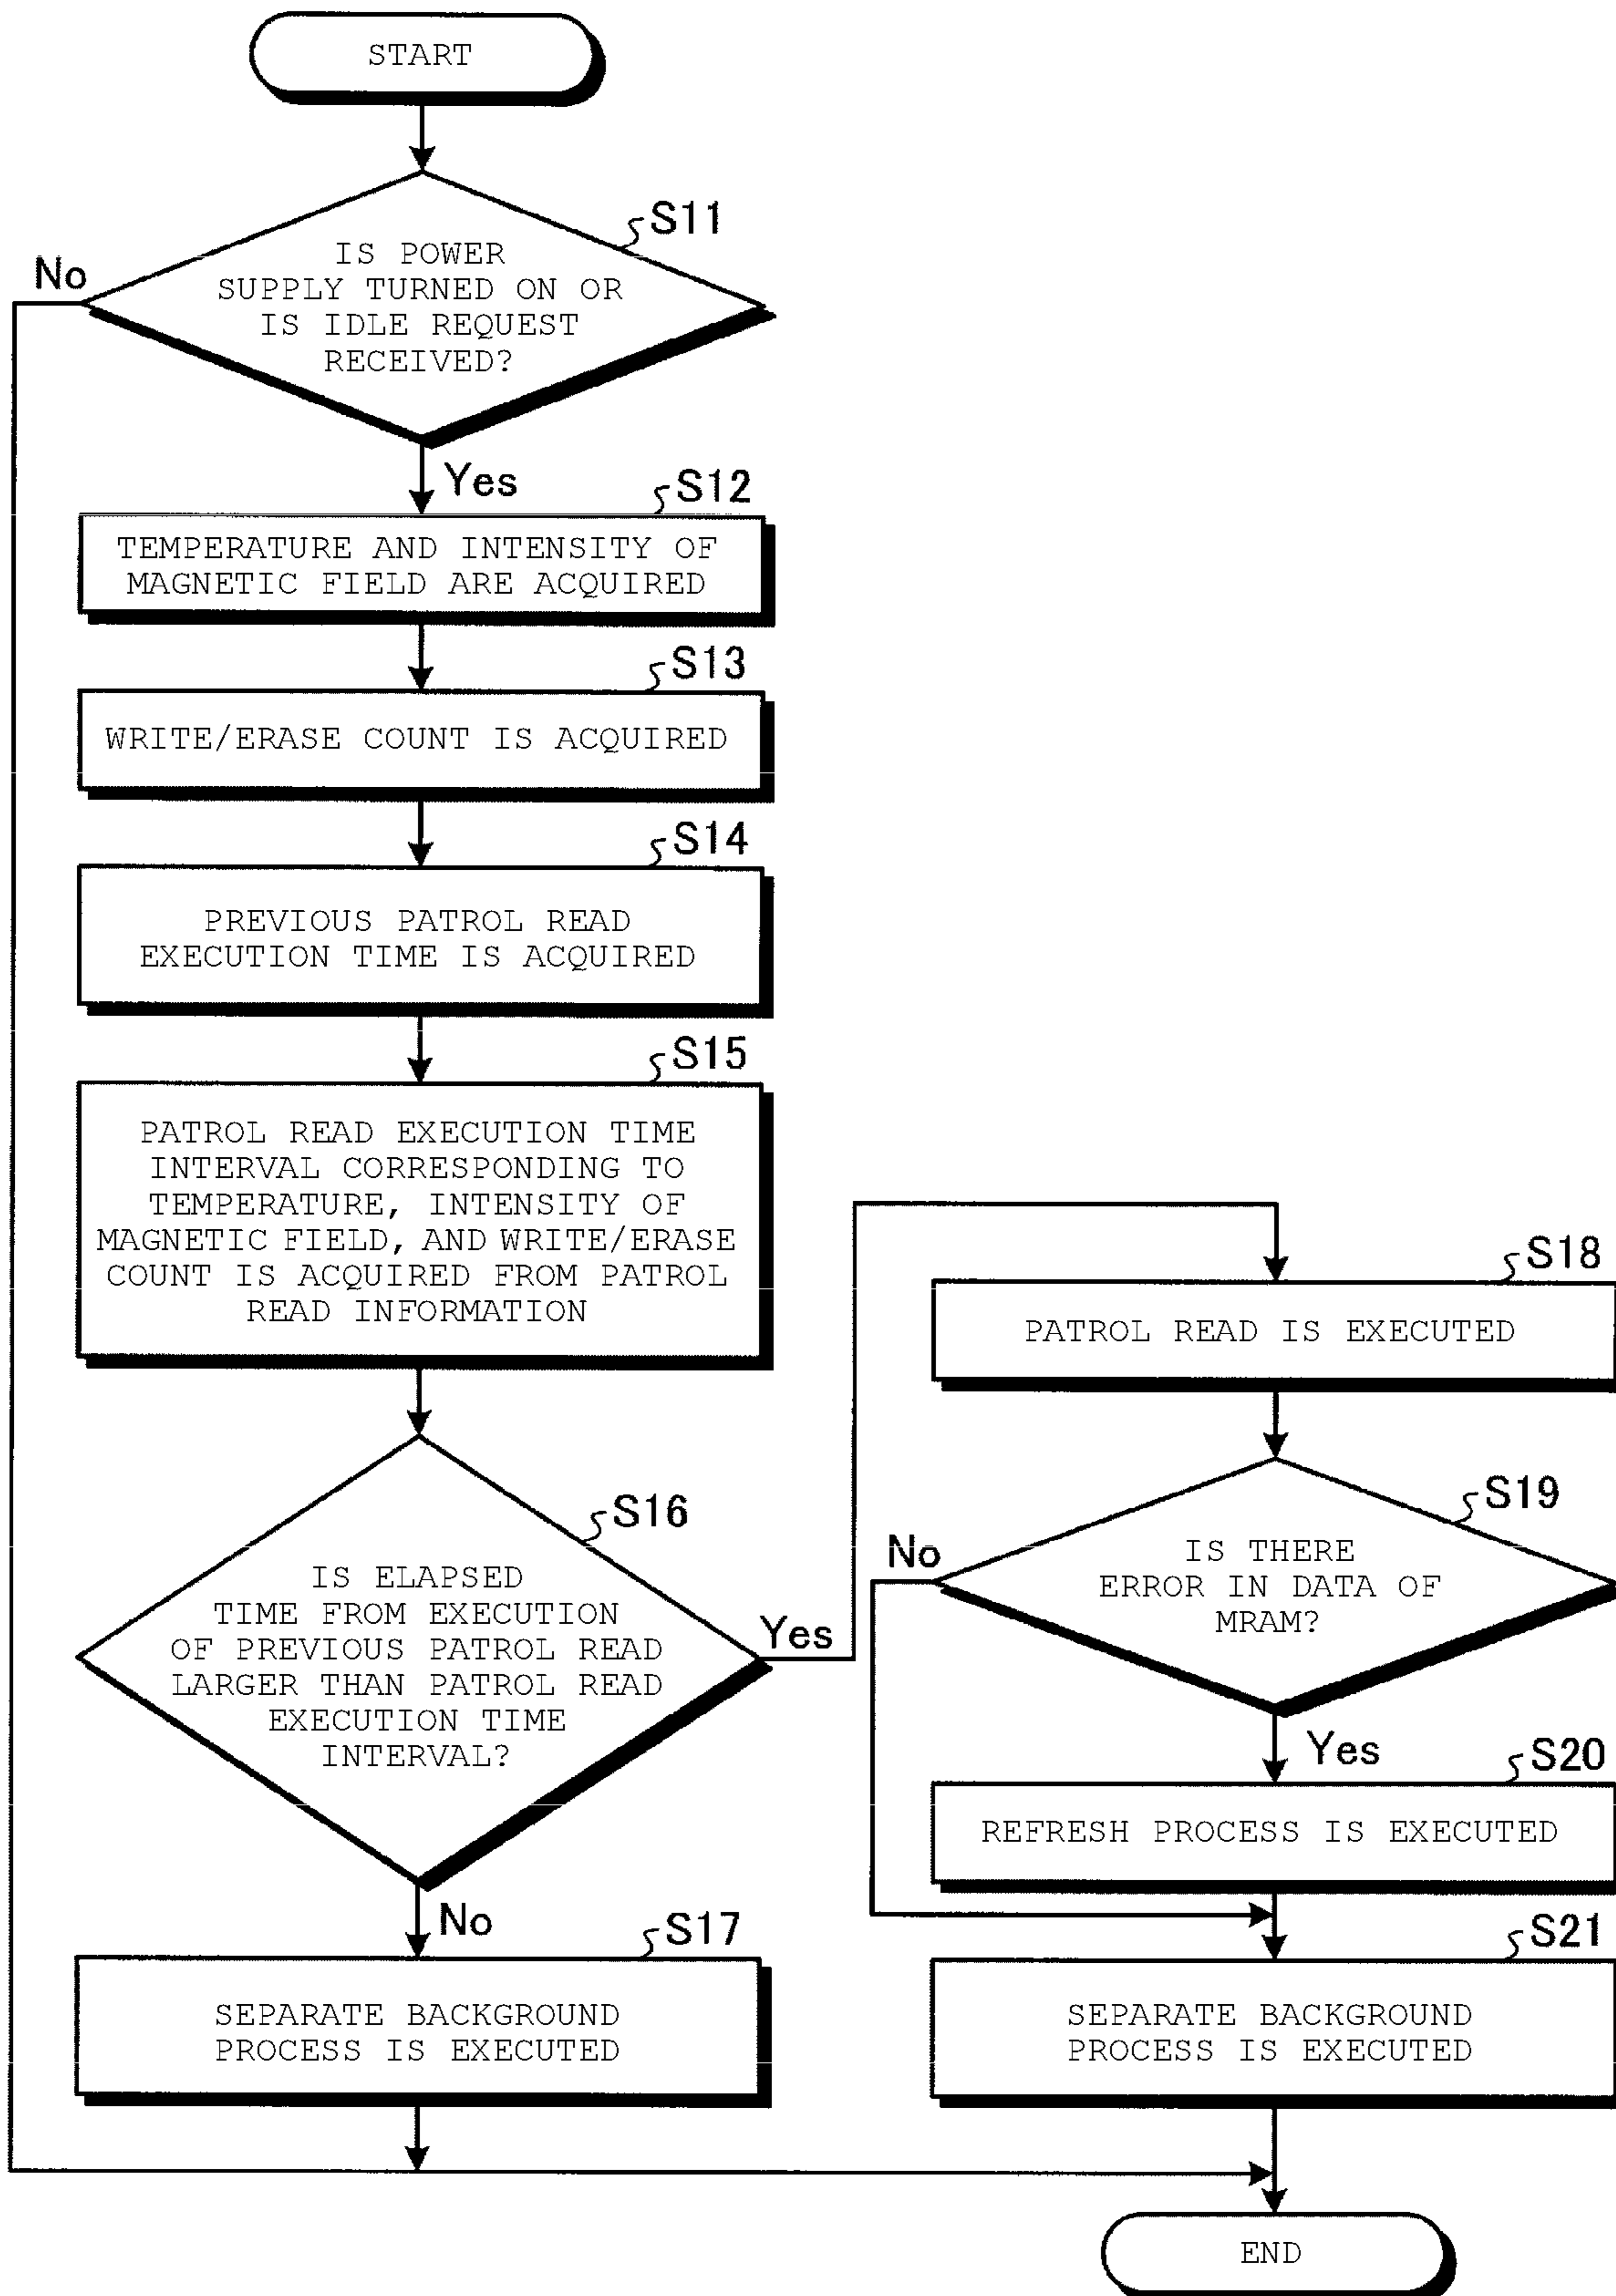 START
S11
No
IS POWER
SUPPLY TURNED ON OR
IS IDLE REQUEST
RECEIVED?
Yes
S12
TEMPERATURE AND INTENSITY OF
MAGNETIC FIELD ARE ACQUIRED
S13
WRITE/ERASE COUNT IS ACQUIRED
S14
PREVIOUS PATROL READ
EXECUTION TIME IS ACQUIRED
S15
PATROL READ EXECUTION TIME
INTERVAL CORRESPONDING TO
TEMPERATURE, INTENSITY OF
MAGNETIC FIELD, AND WRITE/ERASE
COUNT IS ACQUIRED FROM PATROL
READ INFORMATION
S16
IS ELAPSED
TIME FROM EXECUTION
OF PREVIOUS PATROL READ
LARGER THAN PATROL READ
EXECUTION TIME
INTERVAL?
Yes
No
S17
SEPARATE BACKGROUND
PROCESS IS EXECUTED
S18
PATROL READ IS EXECUTED
S19
No
IS THERE
ERROR IN DATA OF
MRAM?
Yes
S20
REFRESH PROCESS IS EXECUTED
S21
SEPARATE BACKGROUND
PROCESS IS EXECUTED
END